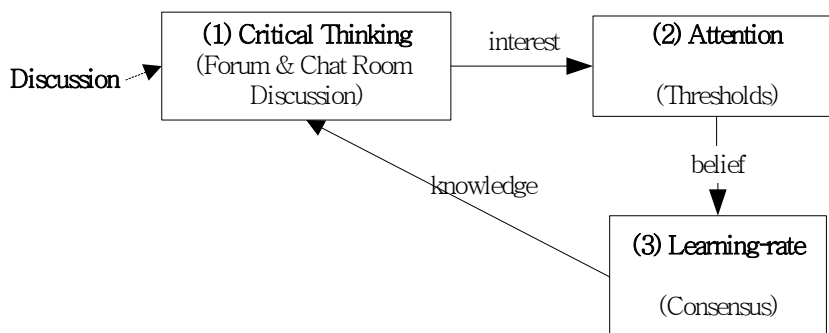 Discussion
(1) Critical Thinking
(Forum & Chat Room
Discussion)
interest
(2) Attention
(Thresholds)
belief
knowledge
(3) Learning-rate
(Consensus)